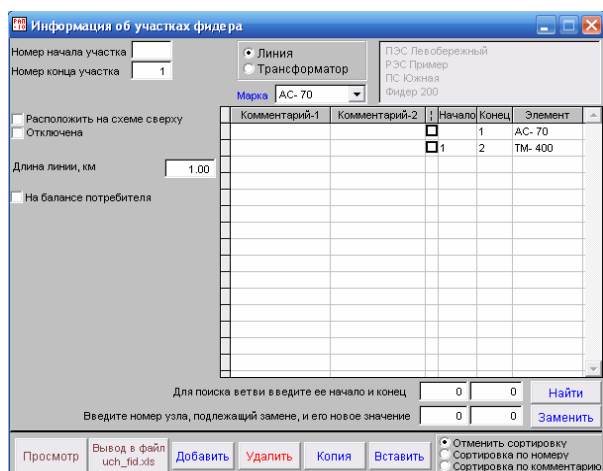 РАП
-10
Информация об участках фидера
Номер начала участка
Номер конца участка 1
Линия
Трансформатор
Марка АС- 70
ПЭС Левобережный
РЭС Пример
ПС Южная
Фидер 200
Расположить на схеме сверху
Отключена
Длина линии, км 1.00
На балансе потребителя
Комментарий-1 Комментарий-2 ¦ Начало Конец Элемент
1 АС- 70
1 2 ТМ- 400
Для поиска ветви введите ее начало и конец 0 0 Найти
Введите номер узла, подлежащий замене, и его новое значение 0 0 Заменить
Просмотр
Вывод в файл
uch_fid.xls
Добавить
Удалить
Копия
Вставить
Отменить сортировку
Сортировка по номеру
Сортировка по комментарию